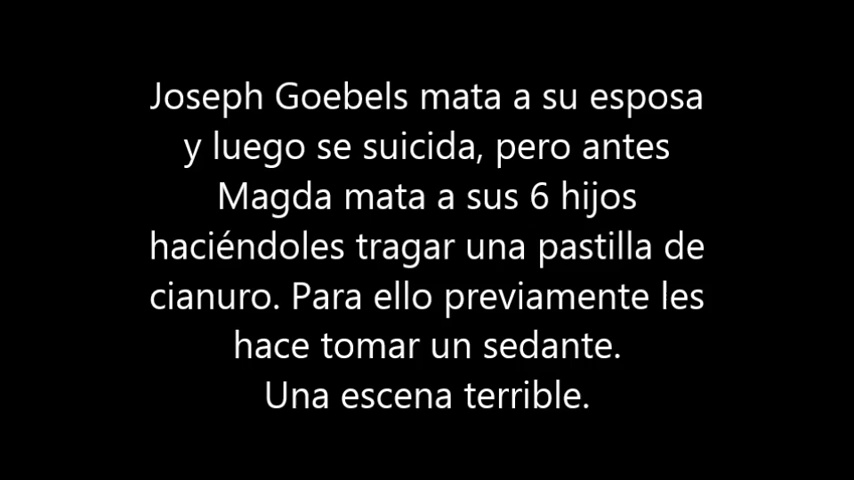 Joseph Goebels mata a su esposa
y luego se suicida, pero antes
Magda mata a sus 6 hijos
haciéndoles tragar una pastilla de
cianuro. Para ello previamente les
hace tomar un sedante.
Una escena terrible.